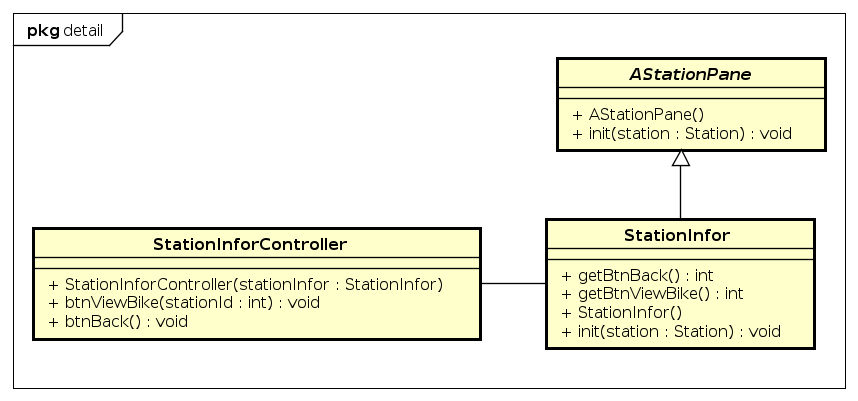 pkg detail
AStationPane
+ AStationPane()
+ init(station : Station) : void
StationInforController
+ StationInforController(stationInfor : StationInfor)
+ btnViewBike(stationId : int) : void
+ btnBack() : void
StationInfor
+ getBtnBack() : int
+ getBtnViewBike() : int
+ StationInfor()
+ init(station : Station) : void